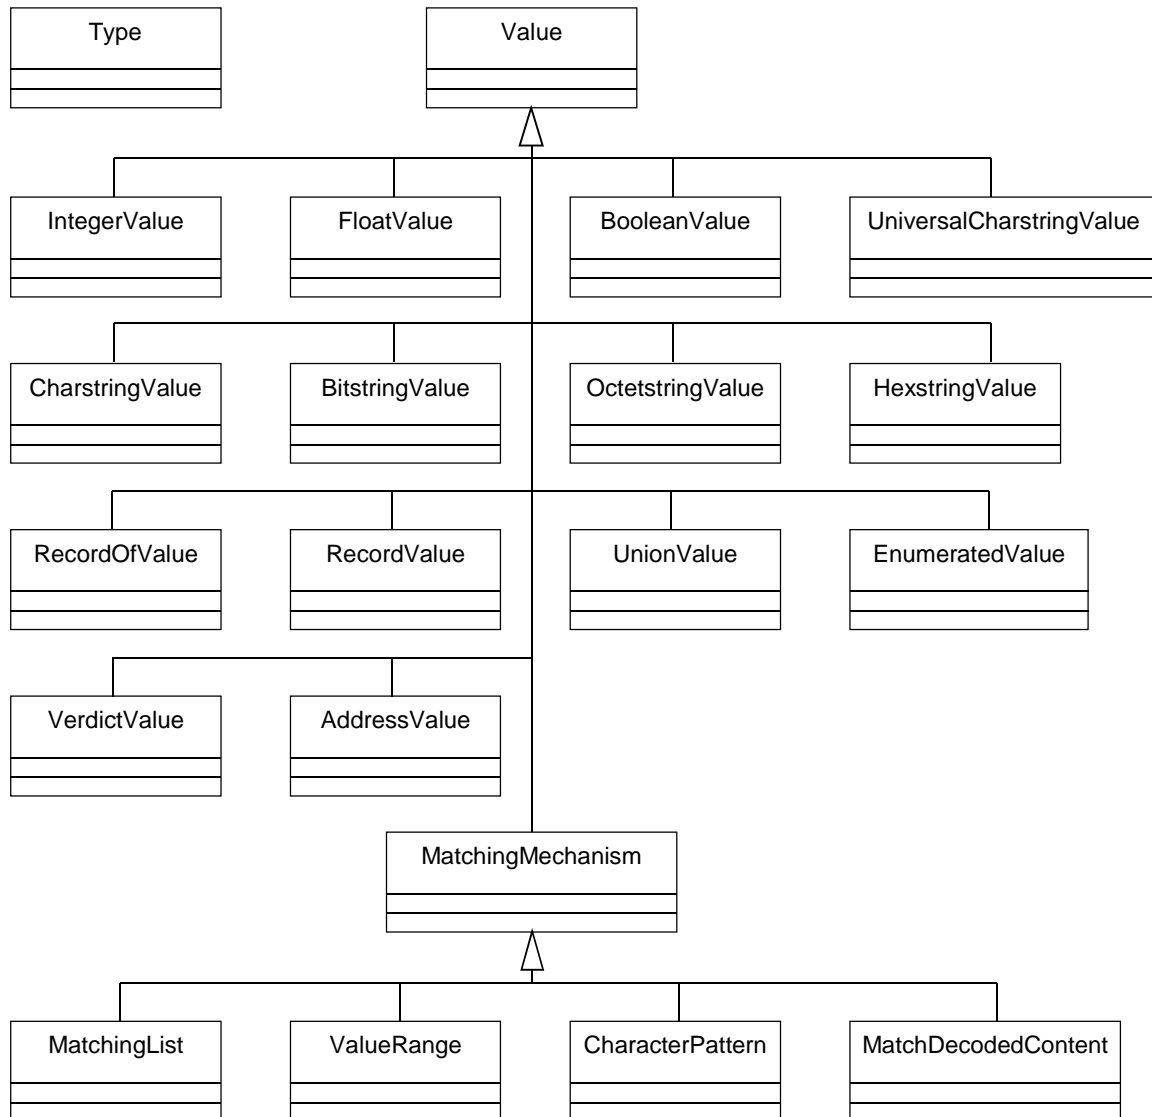 Type
Value
IntegerValue
FloatValue
BooleanValue
UniversalCharstringValue
CharstringValue
BitstringValue
OctetstringValue
HexstringValue
RecordOfValue
RecordValue
UnionValue
EnumeratedValue
VerdictValue
AddressValue
MatchingMechanism
MatchingList
ValueRange
CharacterPattern
MatchDecodedContent